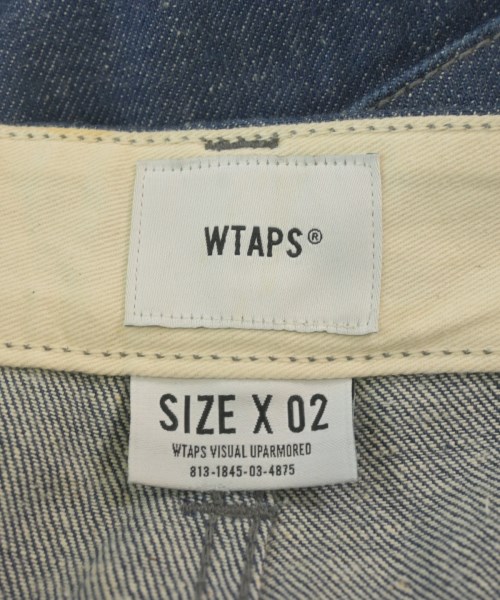 WTAPS®
SIZE X 02
WTAPS VISUAL UPARMORED
813-1845-03-4875